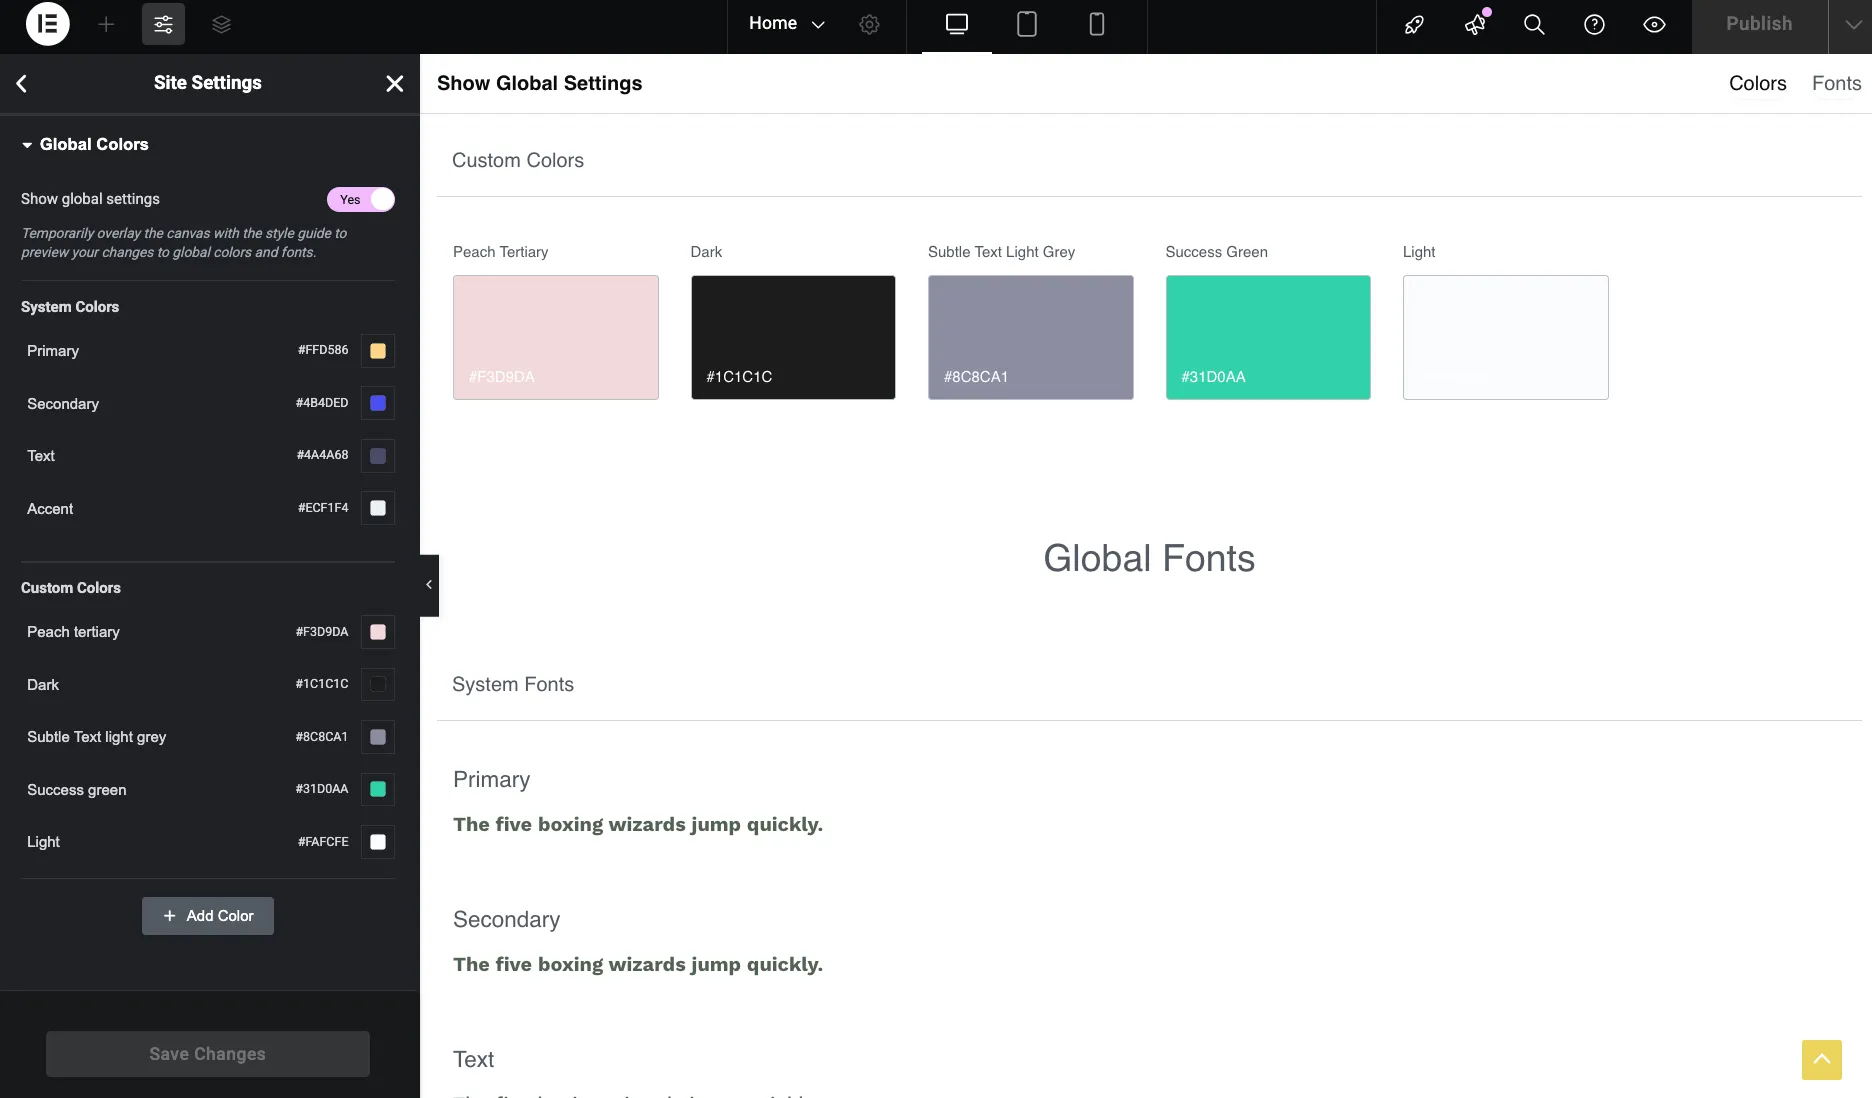 Home
Publish
Site Settings
Show Global Settings
Colors
Fonts
Global Colors
Show global settings
Yes
Temporarily overlay the canvas with the style guide to
preview your changes to global colors and fonts.
System Colors
Primary #FFD586
Secondary #4B4DED
Text #4A4A68
Accent #ECF1F4
Custom Colors
Peach tertiary #F3D9DA
Dark #1C1C1C
Subtle Text light grey #8C8CA1
Success green #31D0AA
Light #FAFCFE
+ Add Color
Save Changes
Custom Colors
Peach Tertiary
Dark
Subtle Text Light Grey
Success Green
Light
#F3D9DA
#1C1C1C
#8C8CA1
#31D0AA
Global Fonts
System Fonts
Primary
The five boxing wizards jump quickly.
Secondary
The five boxing wizards jump quickly.
Text